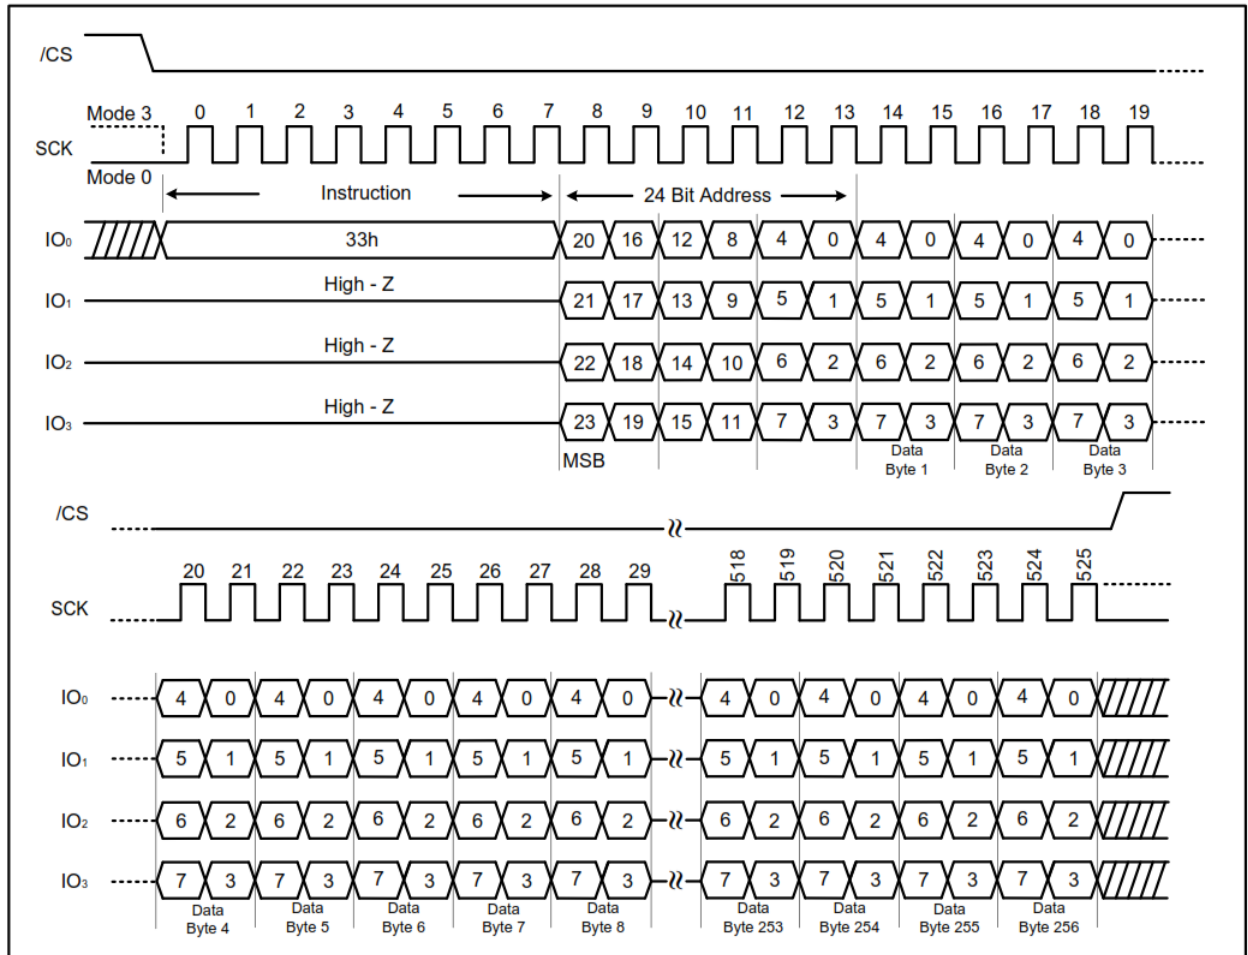 /CS
Mode 3 0 1 2 3 4 5 6 7 8 9 10 11 12 13 14 15 16 17 18 19
SCK
Mode 0
Instruction 24 Bit Address
IO₀ 33h 20 16 12 8 4 0 4 0 4 0 4 0
High - Z
IO₁ 21 17 13 9 5 1 5 1 5 1 5 1
High - Z
IO₂ 22 18 14 10 6 2 6 2 6 2 6 2
High - Z
IO₃ 23 19 15 11 7 3 7 3 7 3 7 3
MSB
Data Data Data
Byte 1 Byte 2 Byte 3
/CS
20 21 22 23 24 25 26 27 28 29 518 519 520 521 522 523 524 525
SCK
IO₀ 4 0 4 0 4 0 4 0 4 0 4 0 4 0 4 0 4 0
IO₁ 5 1 5 1 5 1 5 1 5 1 5 1 5 1 5 1 5 1
IO₂ 6 2 6 2 6 2 6 2 6 2 6 2 6 2 6 2 6 2
IO₃ 7 3 7 3 7 3 7 3 7 3 7 3 7 3 7 3 7 3
Data Data Data Data Data Data Data Data Data
Byte 4 Byte 5 Byte 6 Byte 7 Byte 8 Byte 253 Byte 254 Byte 255 Byte 256